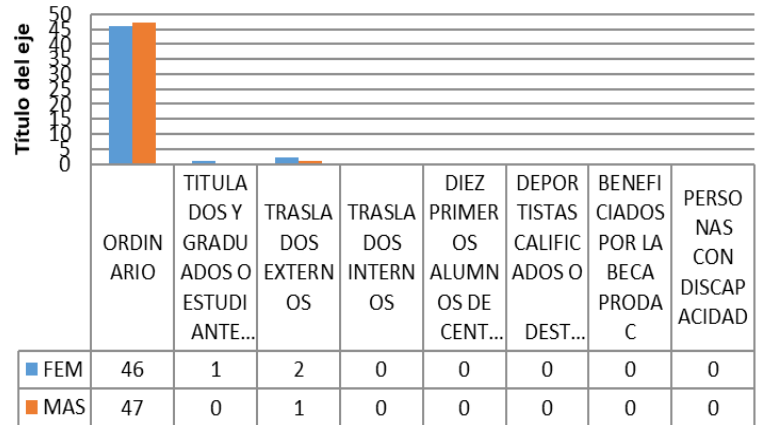 Título del eje
50
45
40
35
30
25
20
15
10
5
0
ORDIN
ARIO
TITULA
DOS Y
GRADU
ADOS O
ESTUDI
ANTE...
TRASLA
DOS
EXTERN
OS
TRASLA
DOS
INTERN
OS
DIEZ
PRIMER
OS
ALUMN
OS DE
CENT...
DEPOR
TISTAS
CALIFIC
ADOS O
DEST...
BENEFI
CIADOS
POR LA
BECA
PRODA
C
PERSO
NAS
CON
DISCAP
ACIDAD
FEM 46 1 2 0 0 0 0 0
MAS 47 0 1 0 0 0 0 0